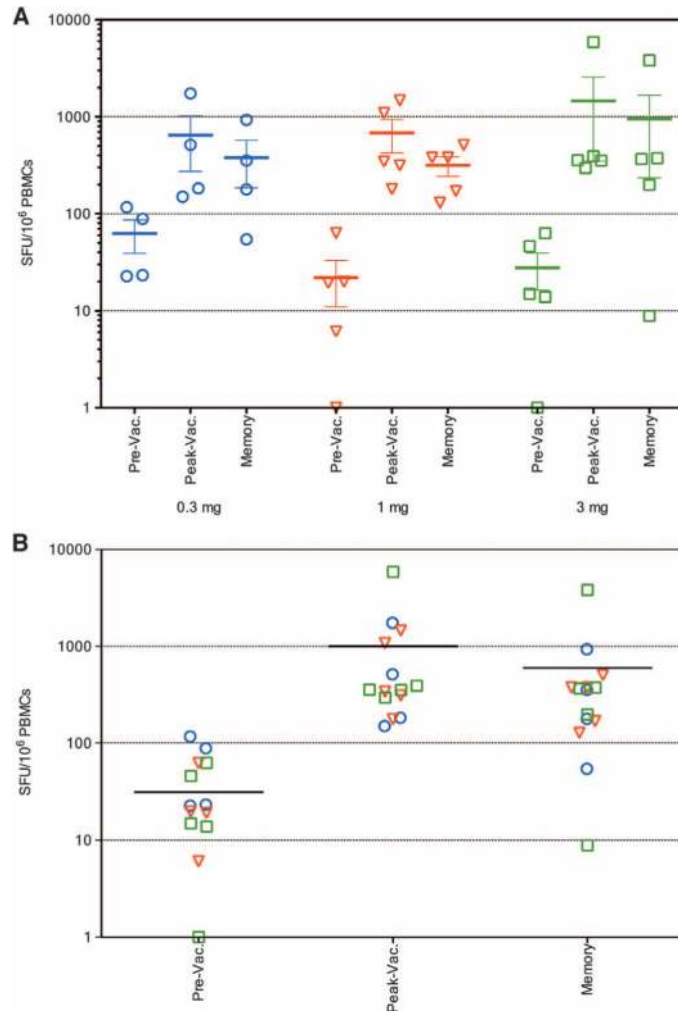 A
10000
1000
100
10
1
SFU/10⁶ PBMCs
Pre-Vac.
Peak-Vac.
Memory
Pre-Vac.
Peak-Vac.
Memory
Pre-Vac.
Peak-Vac.
Memory
0.3 mg 1 mg 3 mg
B
10000
1000
100
10
1
SFU/10⁶ PBMCs
Pre-Vac.
Peak-Vac.
Memory